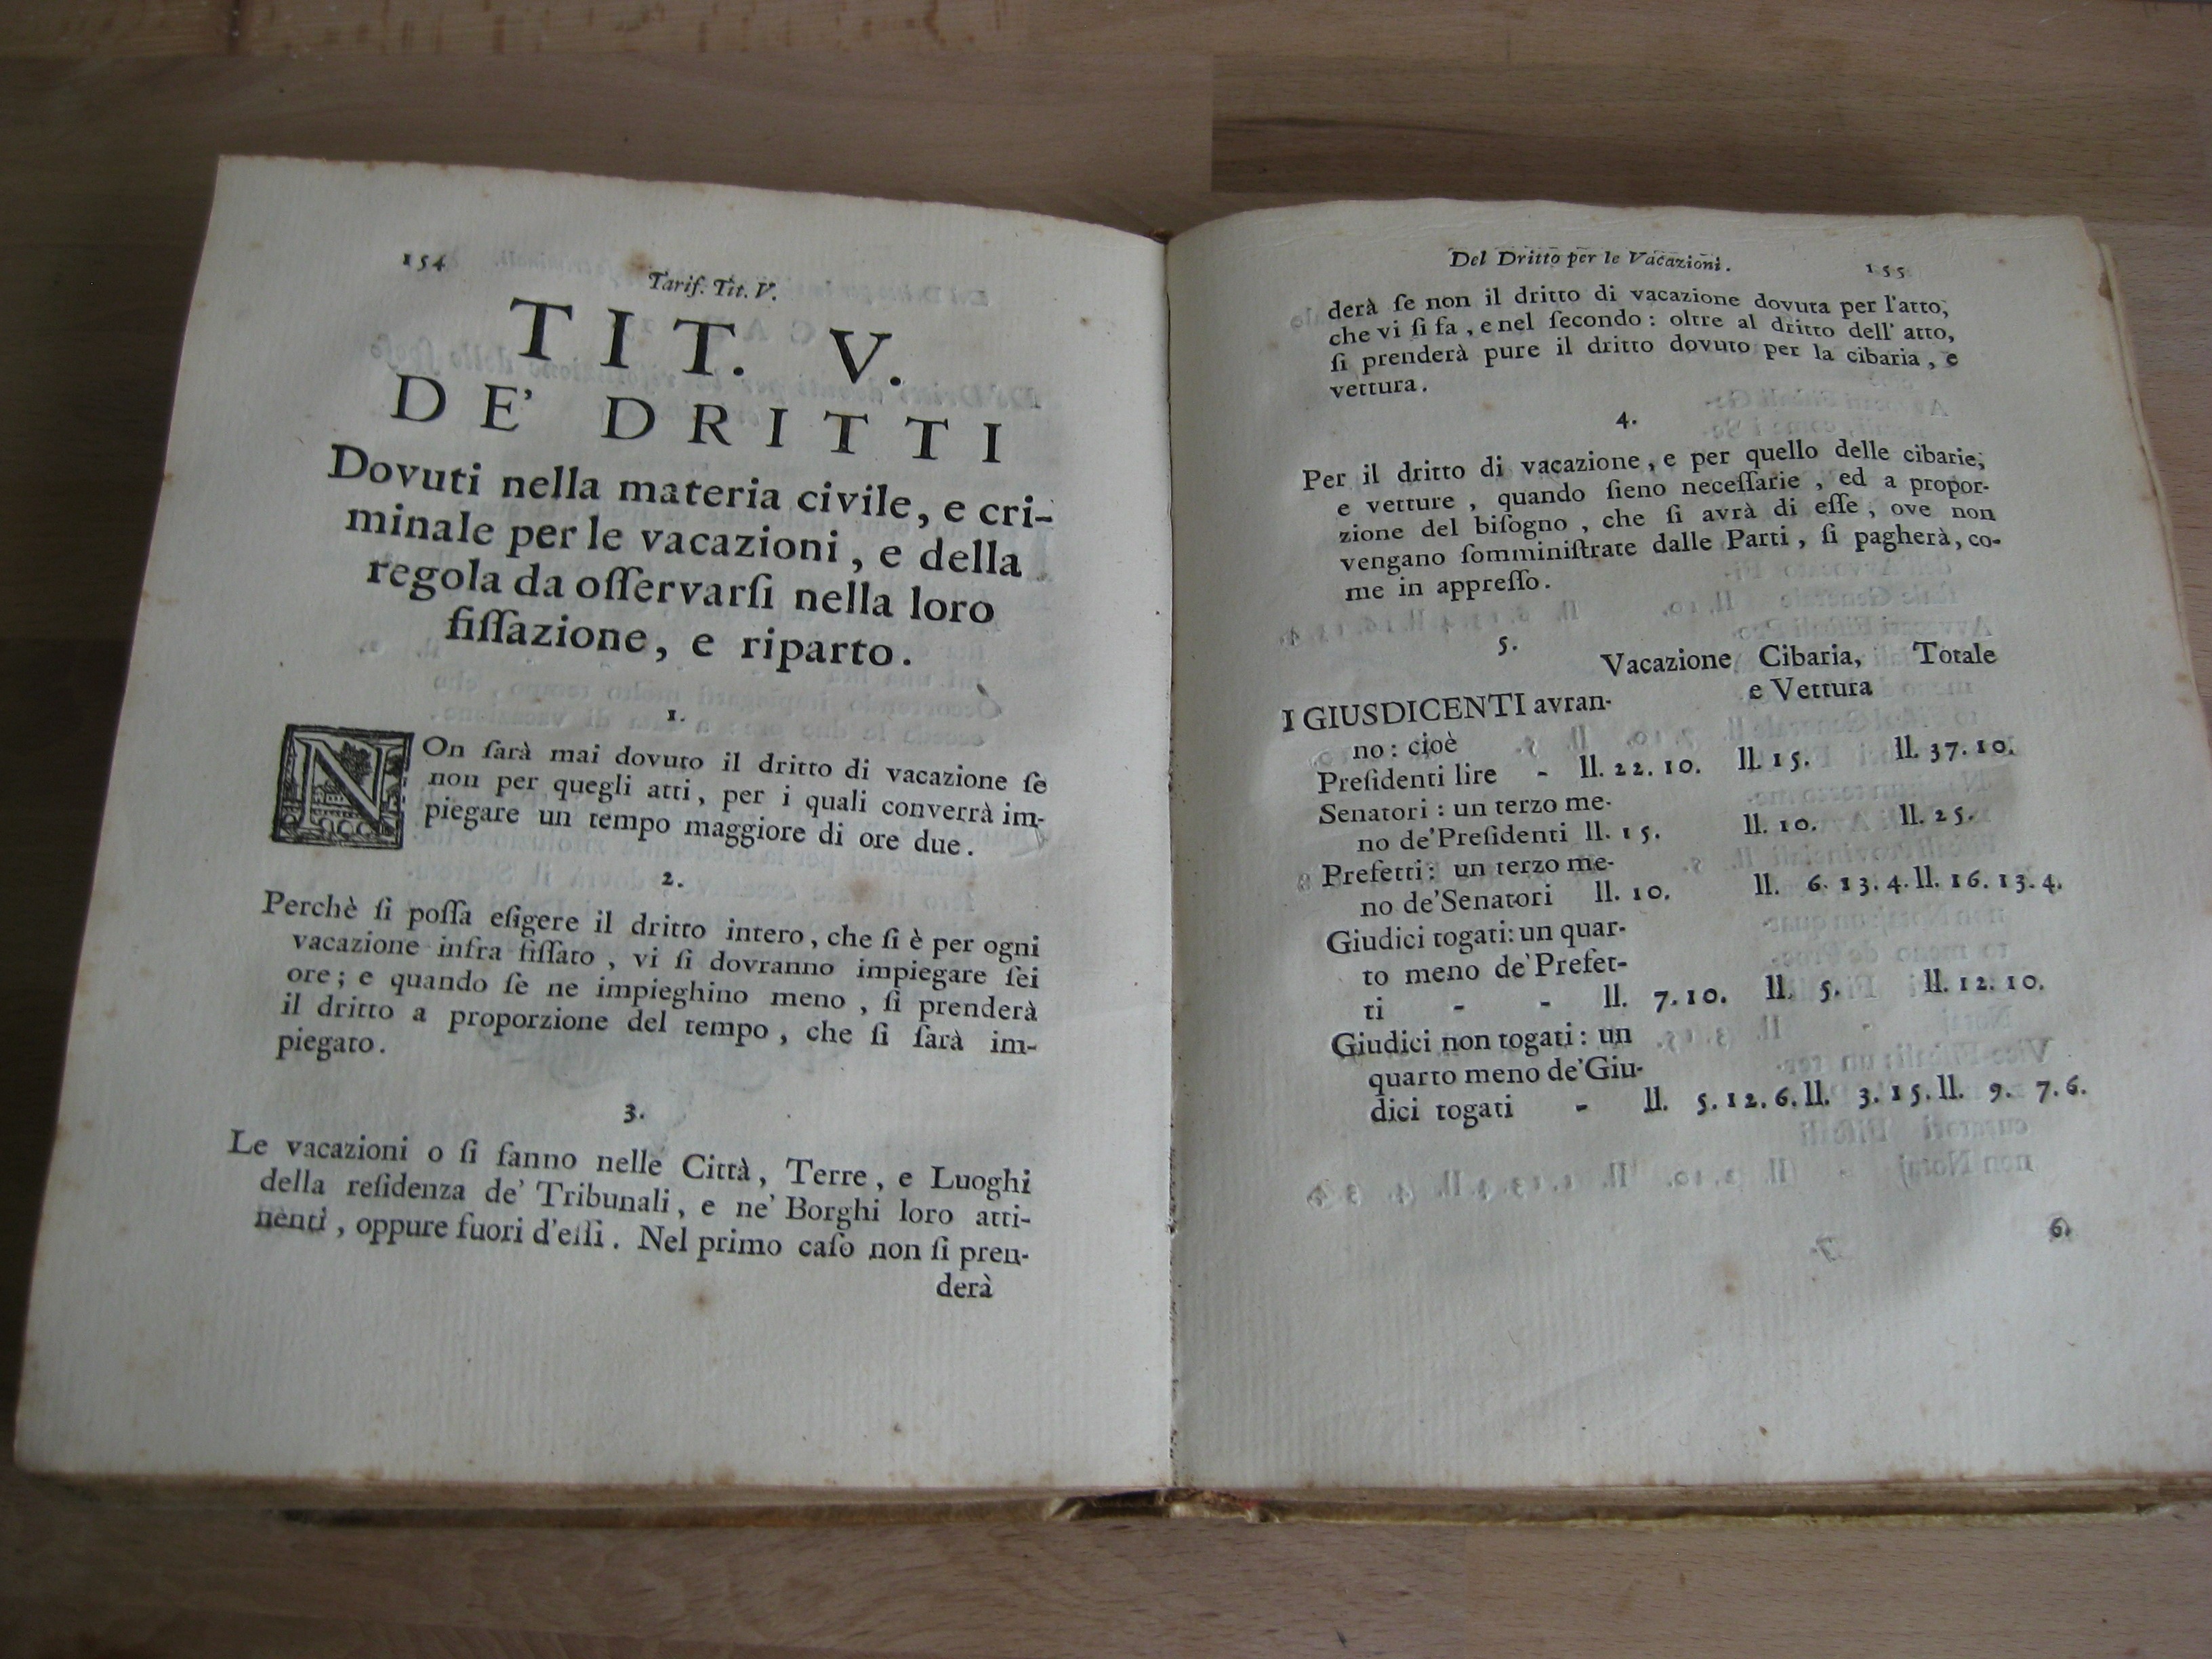 154
Tarif. Tit. V.
TIT. V.
DE' DRITTI
Dovuti nella materia civile, e cri-
minale per le vacazioni, e della
regola da oſſervarſi nella loro
fiſſazione, e riparto.
1.
NOn ſarà mai dovuto il dritto di vacazione ſe
non per quegli atti, per i quali converrà im-
piegare un tempo maggiore di ore due.
2.
Perchè ſi poſſa eſigere il dritto intero, che ſi è per ogni
vacazione infra fiſſato, vi ſi dovranno impiegare ſei
ore; e quando ſe ne impieghino meno, ſi prenderà
il dritto a proporzione del tempo, che ſi ſarà im-
piegato.
3.
Le vacazioni o ſi fanno nelle Città, Terre, e Luoghi
della reſidenza de' Tribunali, e ne' Borghi loro atti-
nenti, oppure fuori d'eſſi. Nel primo caſo non ſi pren-
derà
Del Dritto per le Vacazioni. 155
derà ſe non il dritto di vacazione dovuta per l'atto,
che vi ſi fa, e nel ſecondo: oltre al dritto dell' atto,
ſi prenderà pure il dritto dovuto per la cibaria, e
vettura.
4.
Per il dritto di vacazione, e per quello delle cibarie,
e vetture, quando ſieno neceſſarie, ed a propor-
zione del biſogno, che ſi avrà di eſſe, ove non
vengano ſomminiſtrate dalle Parti, ſi pagherà, co-
me in appreſſo.
5.
Vacazione Cibaria, Totale
e Vettura
I GIUSDICENTI avran-
no: cioè
Preſidenti lire - ll. 22. 10. ll. 15. ll. 37. 10.
Senatori: un terzo me-
no de' Preſidenti ll. 15. ll. 10. ll. 25.
Prefetti: un terzo me-
no de' Senatori ll. 10. ll. 6. 13. 4. ll. 16. 13. 4.
Giudici togati: un quar-
to meno de' Prefet-
ti - - ll. 7. 10. ll. 5. ll. 12. 10.
Giudici non togati: un
quarto meno de' Giu-
dici togati - ll. 5. 12. 6. ll. 3. 15. ll. 9. 7. 6.
6.